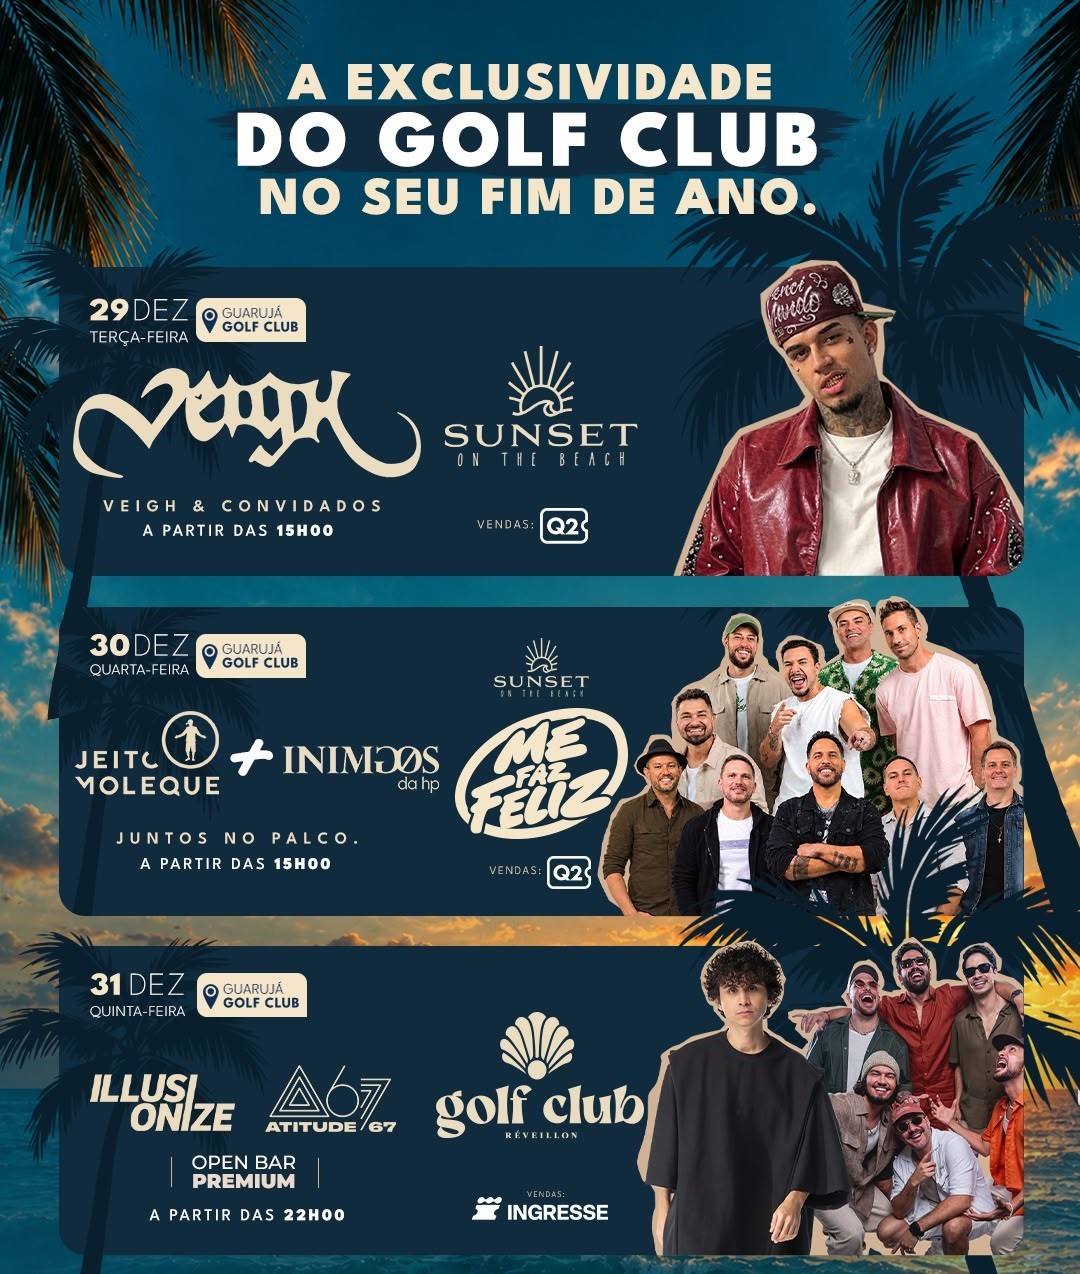 A EXCLUSIVIDADE
DO GOLF CLUB
NO SEU FIM DE ANO.
29 DEZ
TERÇA-FEIRA
GUARUJÁ
GOLF CLUB
Veigh
VEIGH & CONVIDADOS
A PARTIR DAS 15H00
SUNSET
ON THE BEACH
VENDAS: Q2
30 DEZ
QUARTA-FEIRA
GUARUJÁ
GOLF CLUB
JEITO
MOLEQUE
+
INIMIGOS
da hp
JUNTOS NO PALCO.
A PARTIR DAS 15H00
SUNSET
ON THE BEACH
ME
FAZ
FELIZ
VENDAS: Q2
31 DEZ
QUINTA-FEIRA
GUARUJÁ
GOLF CLUB
ILLUSI
ONIZE
A67
ATITUDE 67
OPEN BAR
PREMIUM
A PARTIR DAS 22H00
golf club
RÉVEILLON
VENDAS:
INGRESSE